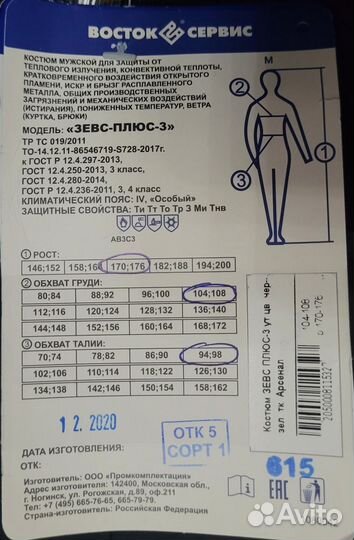 ВОСТОК СЕРВИС
КОСТЮМ МУЖСКОЙ ДЛЯ ЗАЩИТЫ ОТ
ТЕПЛОВОГО ИЗЛУЧЕНИЯ, КОНВЕКТИВНОЙ ТЕПЛОТЫ,
КРАТКОВРЕМЕННОГО ВОЗДЕЙСТВИЯ ОТКРЫТОГО
ПЛАМЕНИ, ИСКР И БРЫЗГ РАСПЛАВЛЕННОГО
МЕТАЛЛА, ОБЩИХ ПРОИЗВОДСТВЕННЫХ
ЗАГРЯЗНЕНИЙ И МЕХАНИЧЕСКИХ ВОЗДЕЙСТВИЙ
(ИСТИРАНИЯ), ПОНИЖЕННЫХ ТЕМПЕРАТУР, ВЕТРА
(КУРТКА, БРЮКИ)
М
2
1
3
МОДЕЛЬ: «ЗЕВС-ПЛЮС-3»
ТР ТС 019/2011
ТО-14.12.11-86546719-S728-2017г.
к ГОСТ Р 12.4.297-2013,
к ГОСТ 12.4.250-2013, 3 класс,
к ГОСТ 12.4.280-2014,
к ГОСТ Р 12.4.236-2011, 3, 4 класс
КЛИМАТИЧЕСКИЙ ПОЯС: IV, «Особый»
ЗАЩИТНЫЕ СВОЙСТВА: Ти Тт То Тр З Ми Тнв
АВ3С3
1 РОСТ:
146;152 158;164 170;176 182;188 194;200
2 ОБХВАТ ГРУДИ:
80;84 88;92 96;100 104;108
112;116 120;124 128;132 136;140
144;148 152;156 160;164 168;172
3 ОБХВАТ ТАЛИИ:
70;74 78;82 86;90 94;98
102;106 110;114 118;122 126;130
134;138 142;146 150;154 158;162
12.2020
ДАТА ИЗГОТОВЛЕНИЯ:
ОТК:
ОТК 5
СОРТ 1
Изготовитель: ООО «Промкомплектация»
Адрес изготовителя: 142400, Московская обл.,
г. Ногинск, ул. Рогожская, д. 89, оф.211
Тел: +7 (495) 665-76-65, 665-79-79.
Страна-изготовитель: Российская Федерация
Костюм ЗЕВС ПЛЮС-3 ут цв. чер-
зел тк Арсенал
104-108
р 170-176
2050008115327
615
EAC
Avito